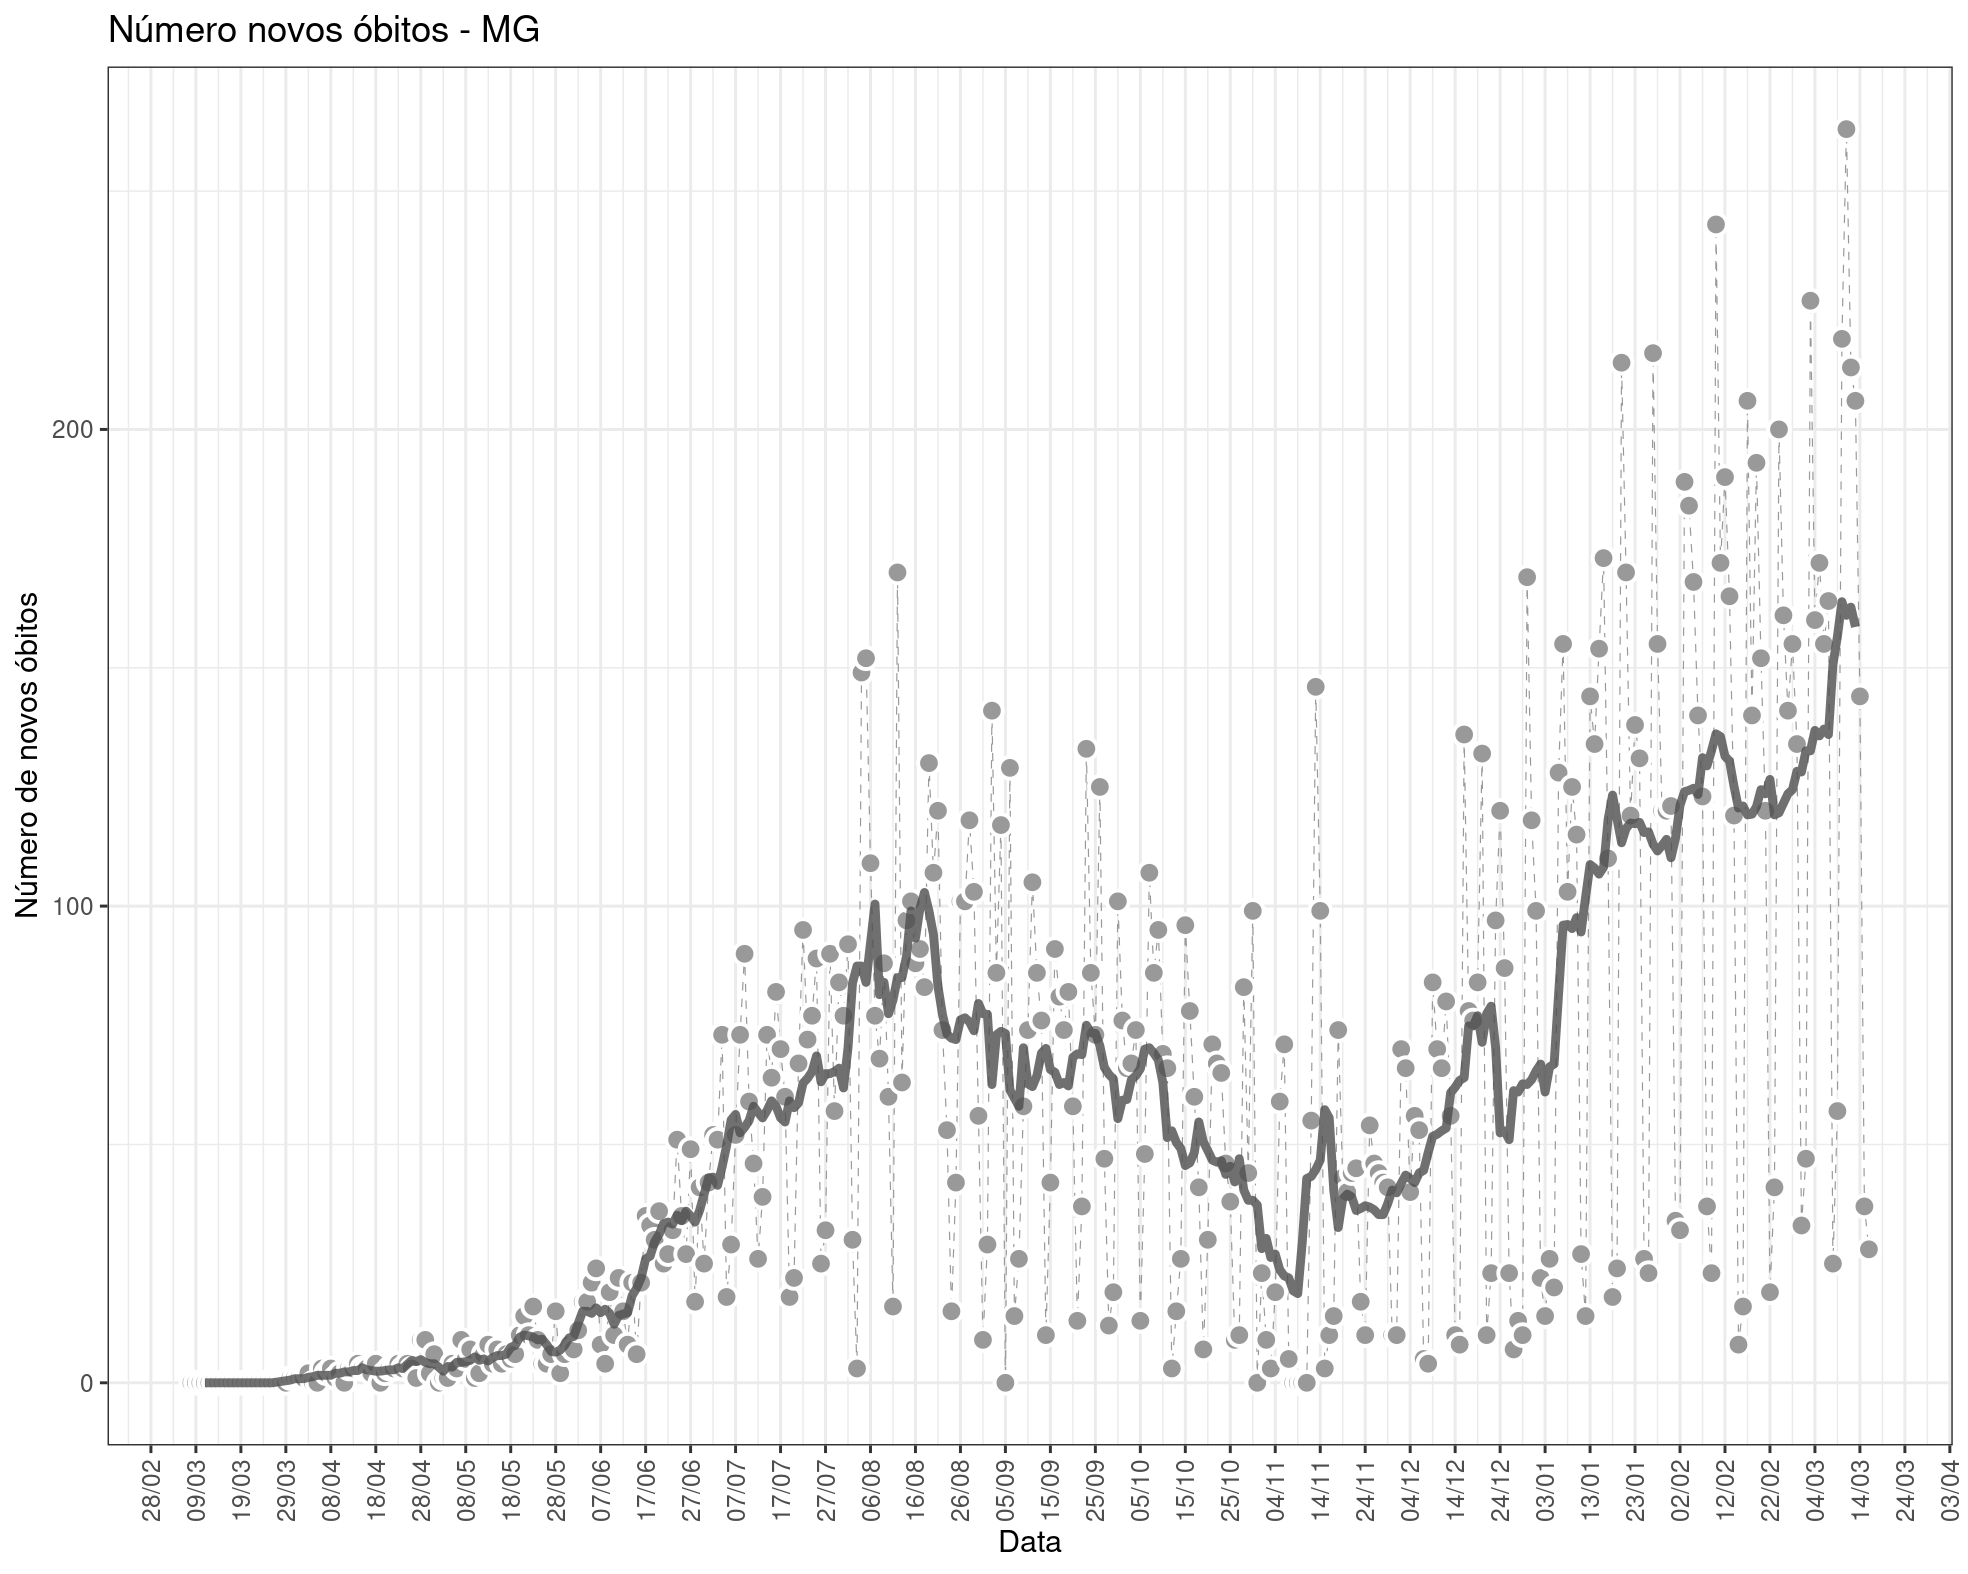 Número novos óbitos - MG
Número de novos óbitos
200
100
0
28/02 09/03 19/03 29/03 08/04 18/04 28/04 08/05 18/05 28/05 07/06 17/06 27/06 07/07 17/07 27/07 06/08 16/08 26/08 05/09 15/09 25/09 05/10 15/10 25/10 04/11 14/11 24/11 04/12 14/12 24/12 03/01 13/01 23/01 02/02 12/02 22/02 04/03 14/03 24/03 03/04
Data